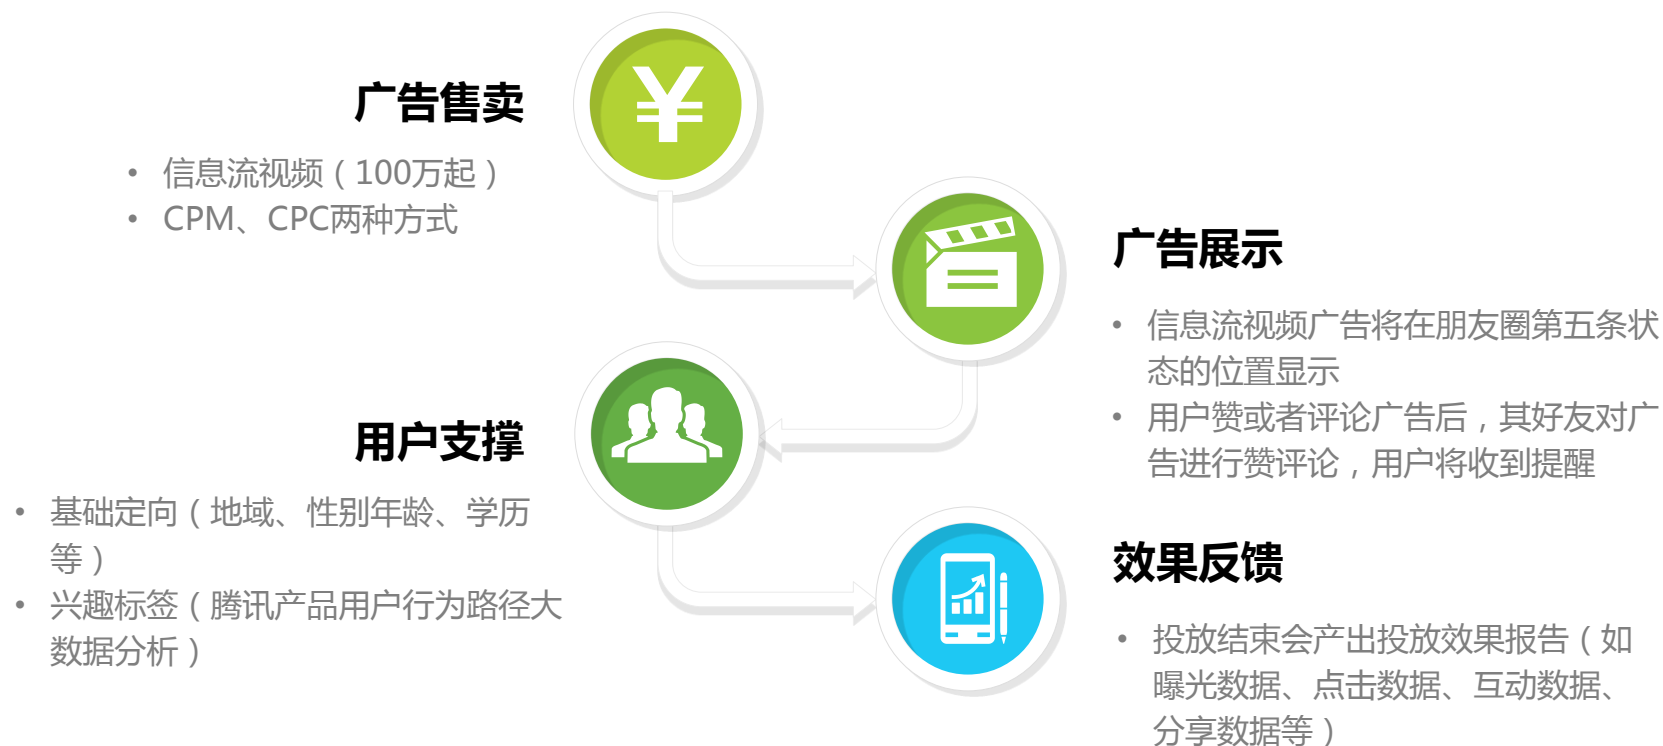 广告售卖
• 信息流视频（100万起）
• CPM、CPC两种方式
¥
广告展示
• 信息流视频广告将在朋友圈第五条状
态的位置显示
• 用户赞或者评论广告后，其好友对广
告进行赞评论，用户将收到提醒
用户支撑
• 基础定向（地域、性别年龄、学历
等）
• 兴趣标签（腾讯产品用户行为路径大
数据分析）
效果反馈
• 投放结束会产出投放效果报告（如
曝光数据、点击数据、互动数据、
分享数据等）